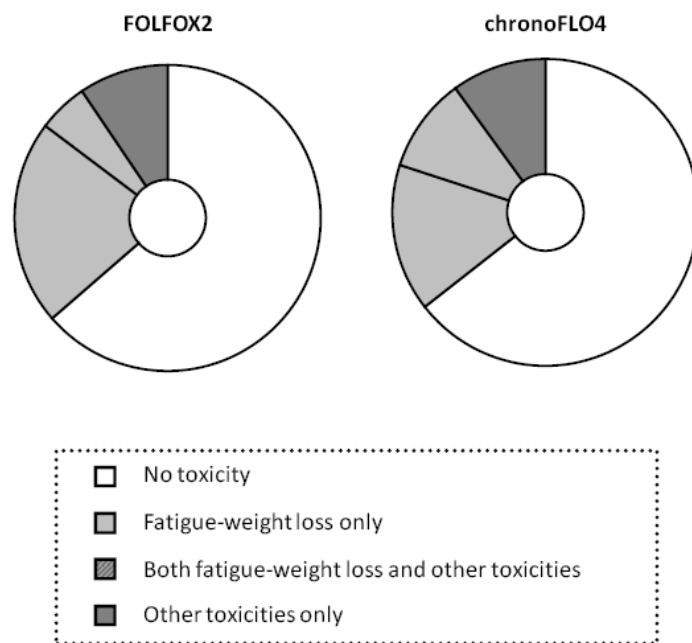 FOLFOX2
chronoFLO4
No toxicity
Fatigue-weight loss only
Both fatigue-weight loss and other toxicities
Other toxicities only